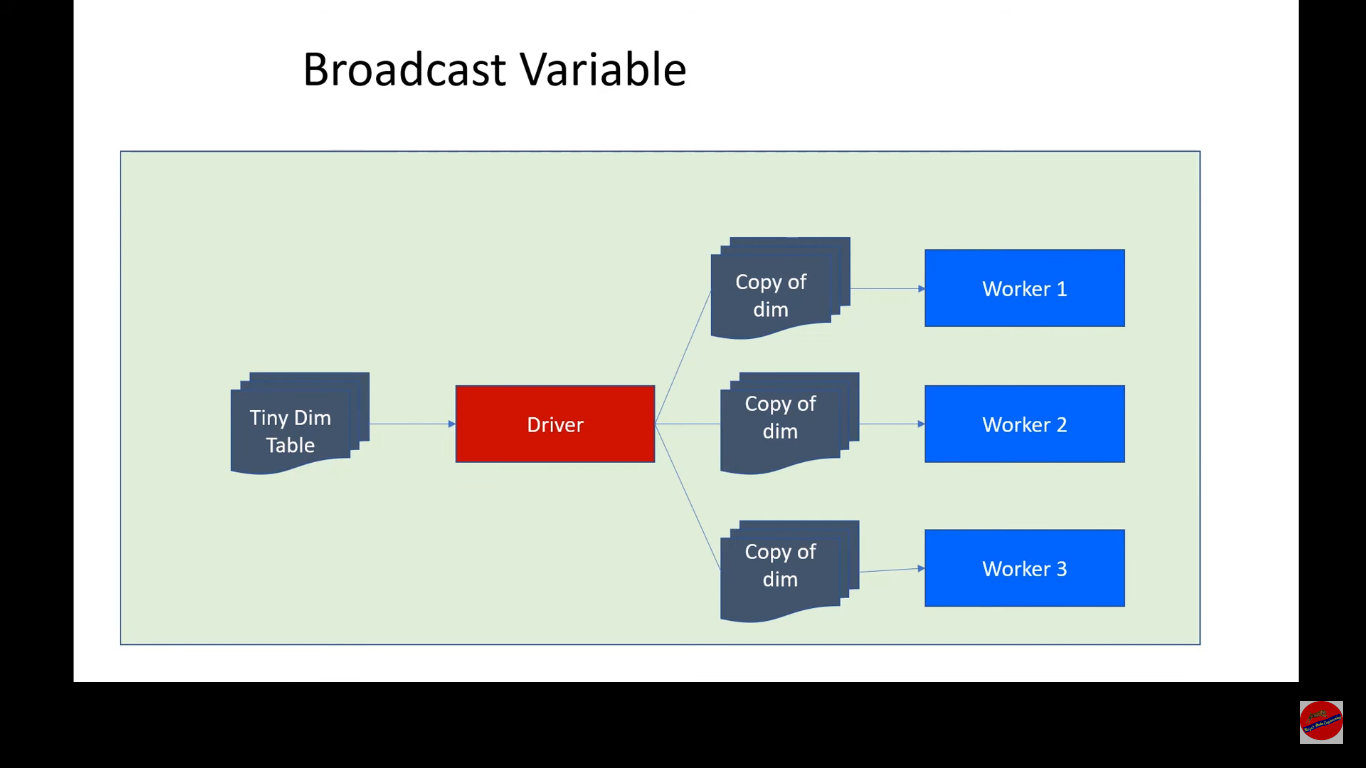 Broadcast Variable
Copy of
dim
Worker 1
Tiny Dim
Table
Driver
Copy of
dim
Worker 2
Copy of
dim
Worker 3